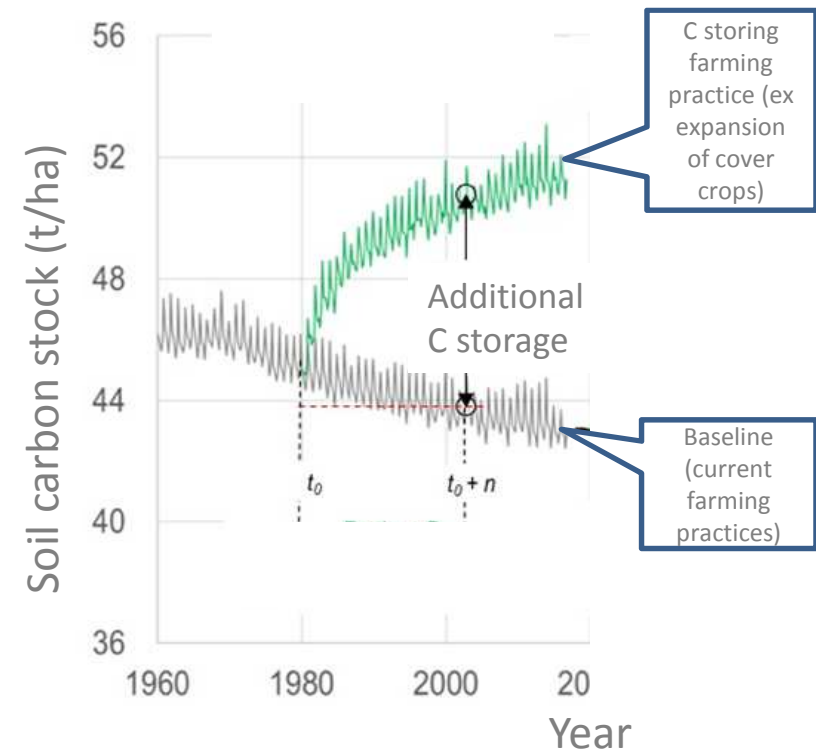 Soil carbon stock (t/ha)
56
52
48
44
40
36
1960
1980
2000
20
Year
C storing
farming
practice (ex
expansion
of cover
crops)
Additional
C storage
t₀
t₀ + n
Baseline
(current
farming
practices)